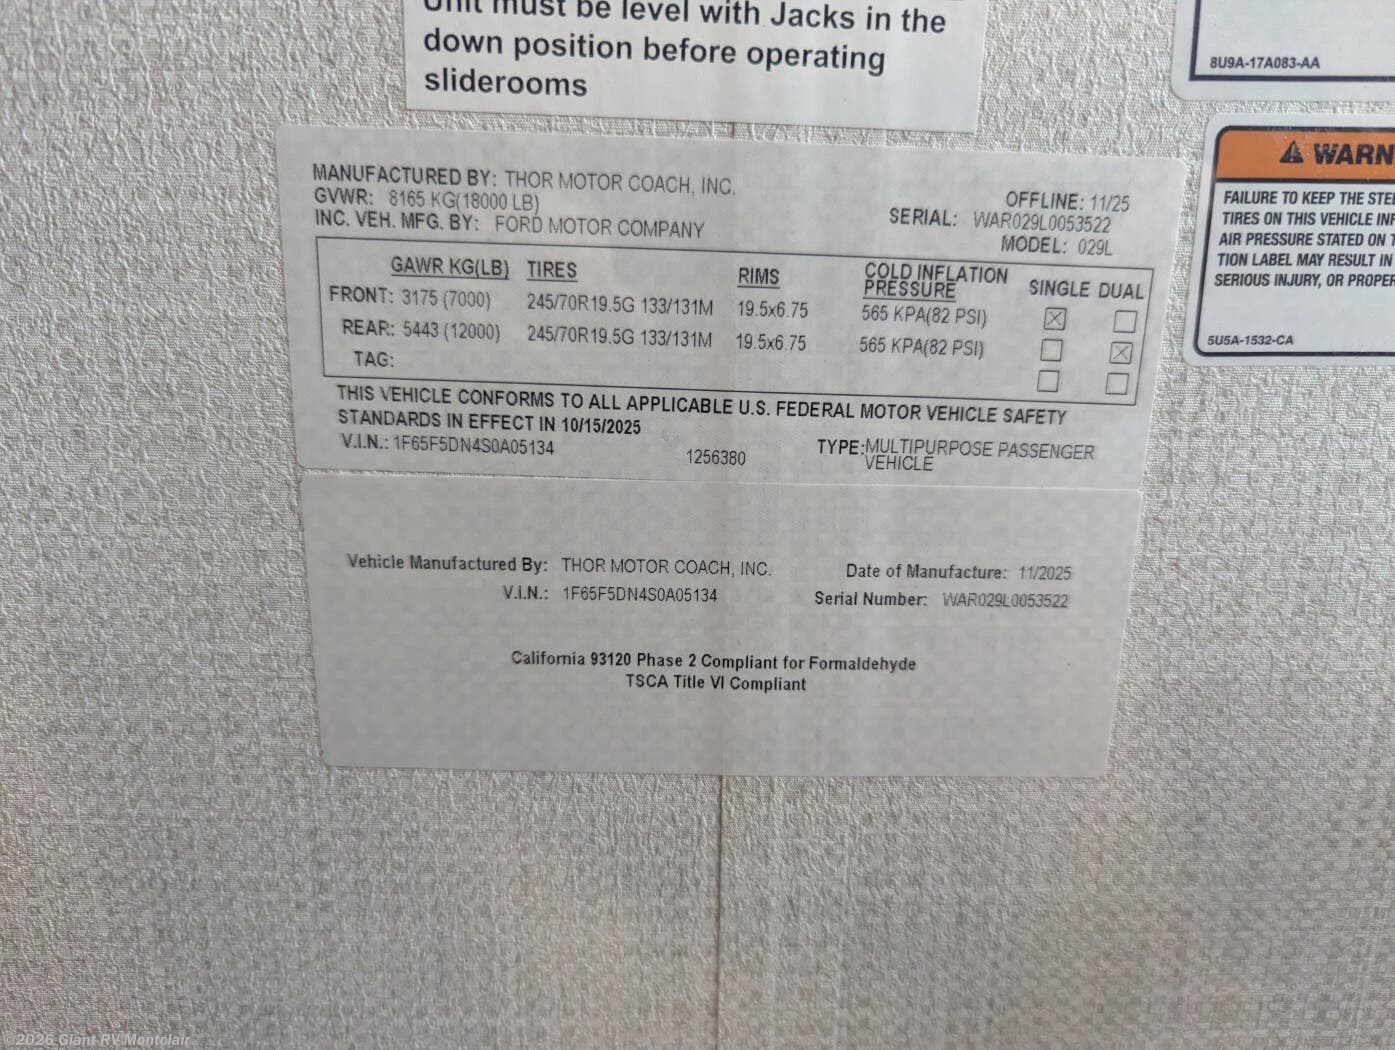 Unit must be level with Jacks in the
down position before operating
sliderooms
8U9A-17A083-AA
WARN
FAILURE TO KEEP THE STE
TIRES ON THIS VEHICLE INF
AIR PRESSURE STATED ON T
TION LABEL MAY RESULT IN
SERIOUS INJURY, OR PROPER
5U5A-1532-CA
MANUFACTURED BY: THOR MOTOR COACH, INC.
OFFLINE: 11/25
GVWR: 8165 KG(18000 LB)
SERIAL: WAR029L0053522
INC. VEH. MFG. BY: FORD MOTOR COMPANY
MODEL: 029L
GAWR KG(LB) TIRES RIMS COLD INFLATION PRESSURE SINGLE DUAL
FRONT: 3175 (7000) 245/70R19.5G 133/131M 19.5x6.75 565 KPA(82 PSI) ☒ ☐
REAR: 5443 (12000) 245/70R19.5G 133/131M 19.5x6.75 565 KPA(82 PSI) ☐ ☒
TAG: ☐ ☐
THIS VEHICLE CONFORMS TO ALL APPLICABLE U.S. FEDERAL MOTOR VEHICLE SAFETY
STANDARDS IN EFFECT IN 10/15/2025
V.I.N.: 1F65F5DN4S0A05134 1256380 TYPE:MULTIPURPOSE PASSENGER
VEHICLE
Vehicle Manufactured By: THOR MOTOR COACH, INC. Date of Manufacture: 11/2025
V.I.N.: 1F65F5DN4S0A05134 Serial Number: WAR029L0053522
California 93120 Phase 2 Compliant for Formaldehyde
TSCA Title VI Compliant
©2026 Giant RV Montclair